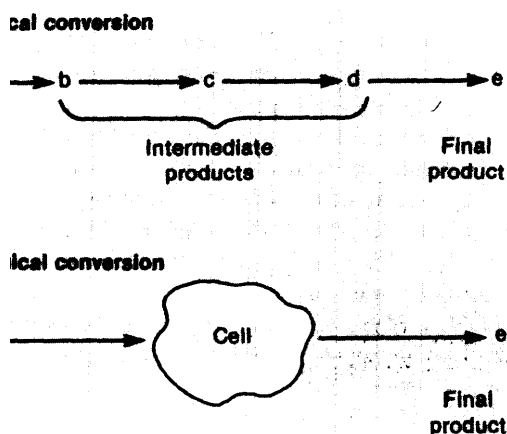 cal conversion
b c d e
Intermediate
products
Final
product
ical conversion
Cell
e
Final
product